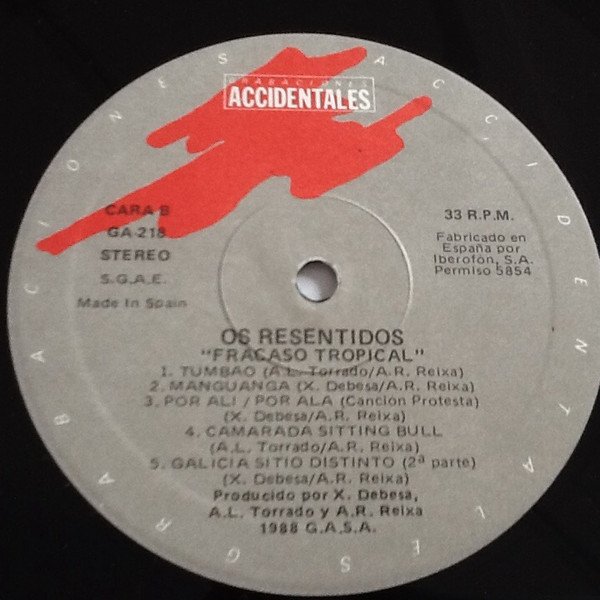 GRABACIONES ACCIDENTALES
GRABACIONES
ACCIDENTALES
CARA B
GA-218
STEREO
S.G.A.E.
Made In Spain
33 R.P.M.
Fabricado en
España por
Iberofón, S.A.
Permiso 5854
OS RESENTIDOS
"FRACASO TROPICAL"
1. TUMBAO (A.L. Torrado/A.R. Reixa)
2. MANGUANGA (X. Debesa/A.R. Reixa)
3. POR ALI / POR ALA (Canción Protesta)
(X. Debesa/A.R. Reixa)
4. CAMARADA SITTING BULL
(A.L. Torrado/A.R. Reixa)
5. GALICIA SITIO DISTINTO (2ª parte)
(X. Debesa/A.R. Reixa)
Producido por X. Debesa,
A.L. Torrado y A.R. Reixa
1988 G.A.S.A.